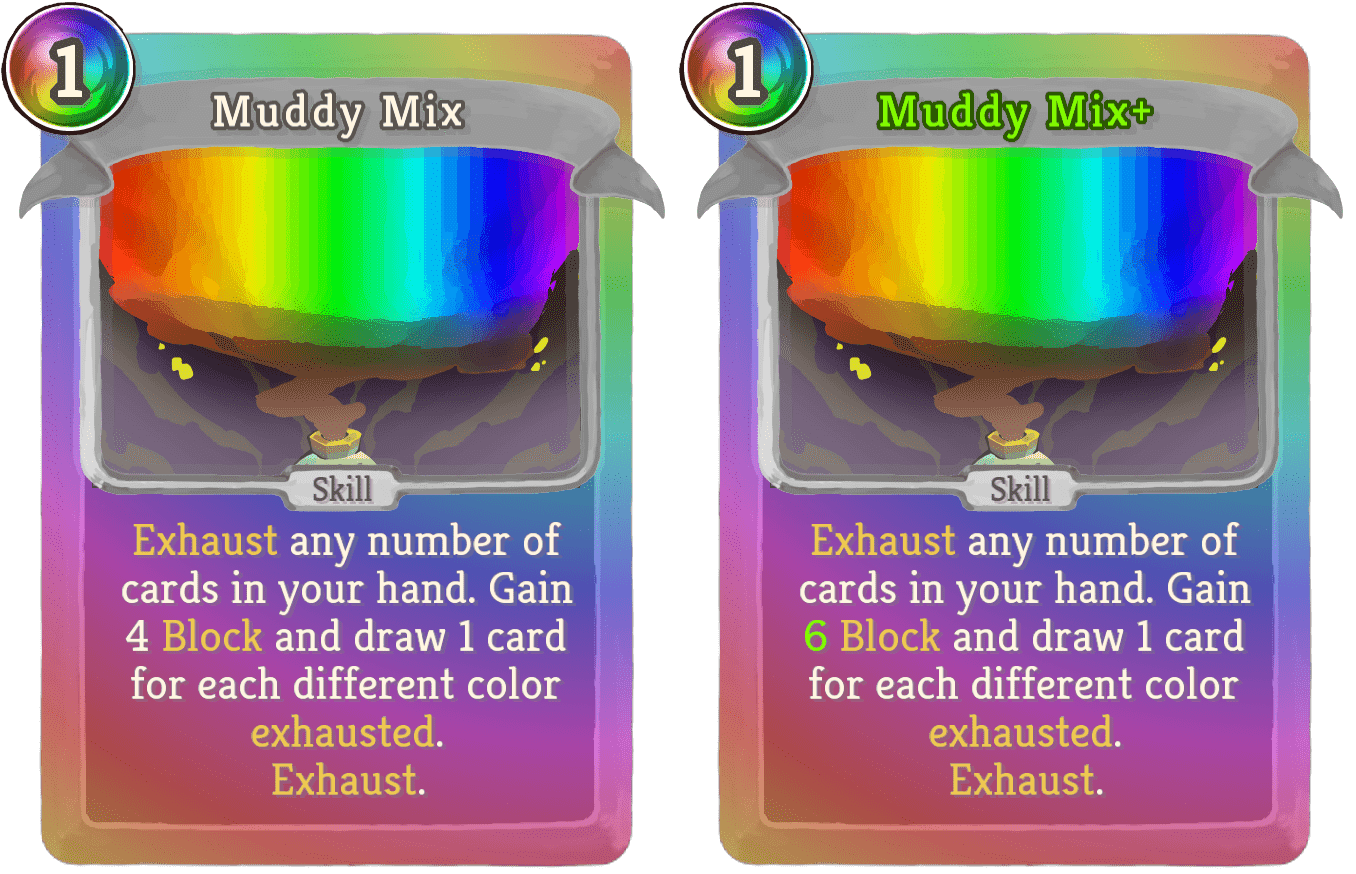 1
Muddy Mix
Skill
Exhaust any number of
cards in your hand. Gain
4 Block and draw 1 card
for each different color
exhausted.
Exhaust.
1
Muddy Mix+
Skill
Exhaust any number of
cards in your hand. Gain
6 Block and draw 1 card
for each different color
exhausted.
Exhaust.